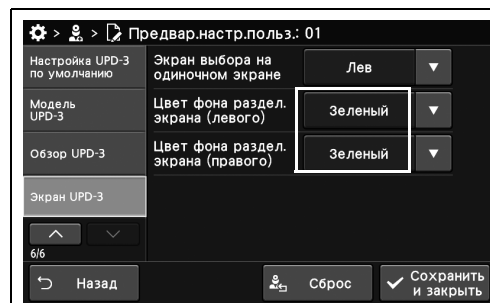 > > Предвар.настр.польз.: 01
Настройка UPD-3
по умолчанию
Экран выбора на
одиночном экране
Лев
Модель
UPD-3
Цвет фона раздел.
экрана (левого)
Зеленый
Обзор UPD-3
Цвет фона раздел.
экрана (правого)
Зеленый
Экран UPD-3
6/6
Назад
Сброс
Сохранить
и закрыть